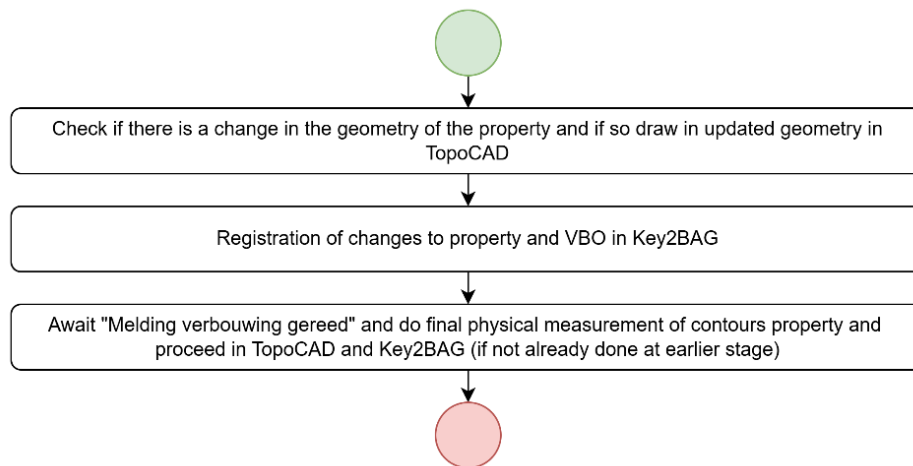 Check if there is a change in the geometry of the property and if so draw in updated geometry in
TopoCAD
Registration of changes to property and VBO in Key2BAG
Await "Melding verbouwing gereed" and do final physical measurement of contours property and
proceed in TopoCAD and Key2BAG (if not already done at earlier stage)